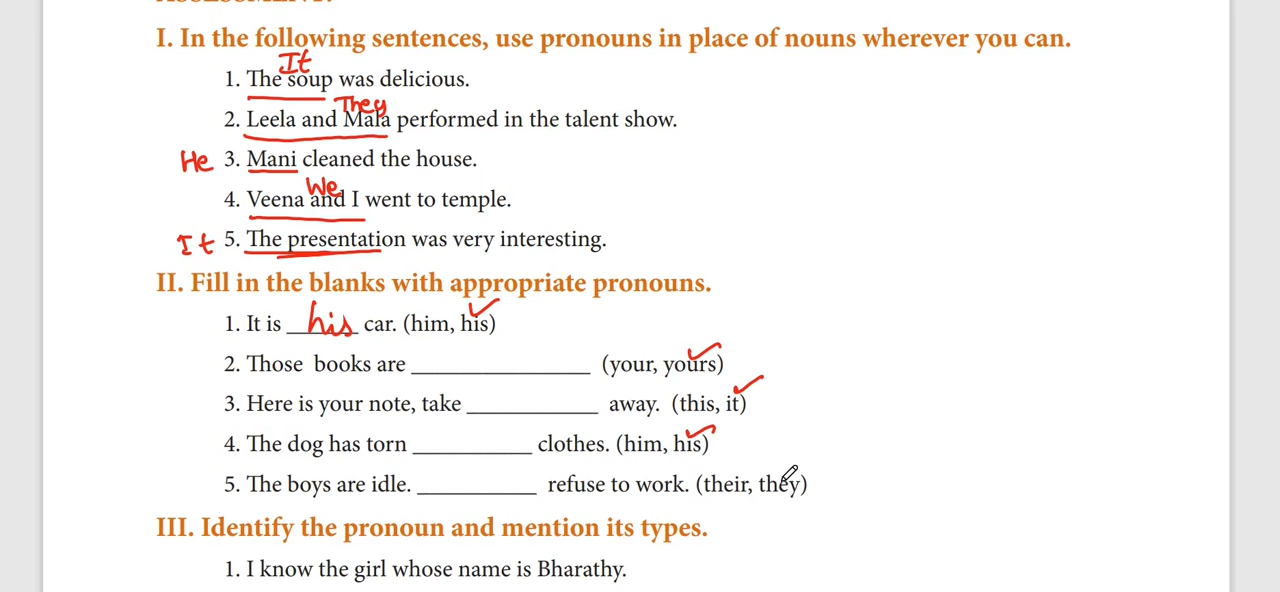 I. In the following sentences, use pronouns in place of nouns wherever you can.
It
1. The soup was delicious.
They
2. Leela and Mala performed in the talent show.
He 3. Mani cleaned the house.
We
4. Veena and I went to temple.
It 5. The presentation was very interesting.
II. Fill in the blanks with appropriate pronouns.
1. It is his car. (him, his)
2. Those books are ____________ (your, yours)
3. Here is your note, take ____________ away. (this, it)
4. The dog has torn ____________ clothes. (him, his)
5. The boys are idle. ____________ refuse to work. (their, they)
III. Identify the pronoun and mention its types.
1. I know the girl whose name is Bharathy.